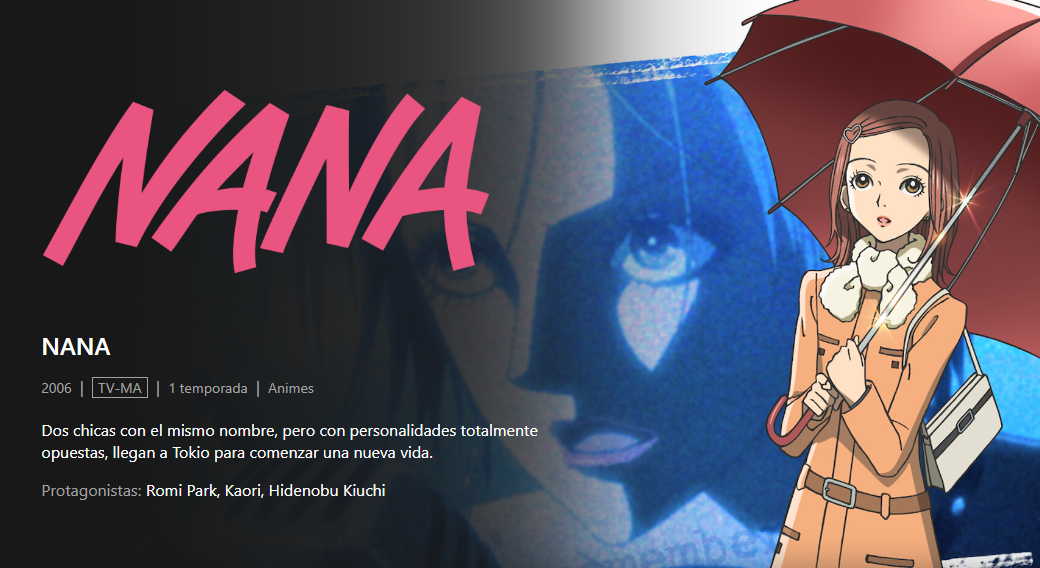 NANA
NANA
2006 | TV-MA | 1 temporada | Animes
Dos chicas con el mismo nombre, pero con personalidades totalmente
opuestas, llegan a Tokio para comenzar una nueva vida.
Protagonistas: Romi Park, Kaori, Hidenobu Kiuchi